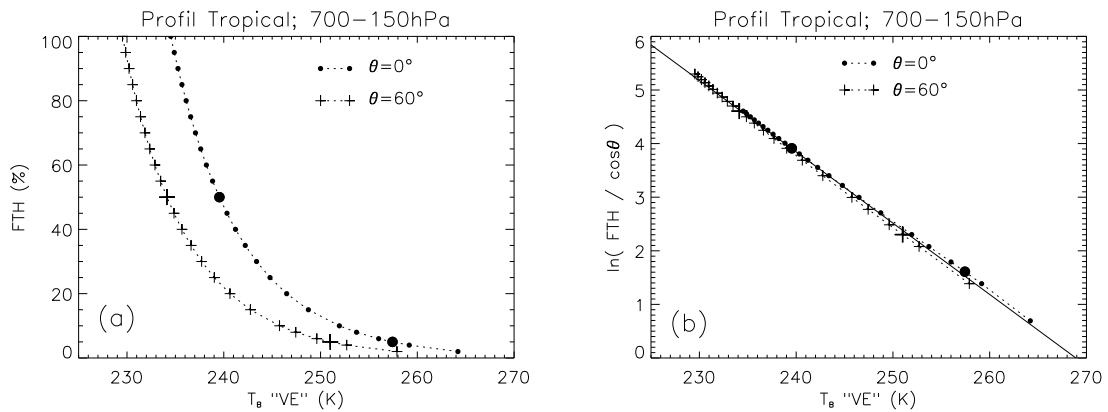 Profil Tropical; 700−150hPa
100
80
60
40
20
0
FTH (%)
θ=0°
θ=60°
(a)
230 240 250 260 270
T_B "VE" (K)
Profil Tropical; 700−150hPa
6
5
4
3
2
1
0
ln( FTH / cosθ )
θ=0°
θ=60°
(b)
230 240 250 260 270
T_B "VE" (K)